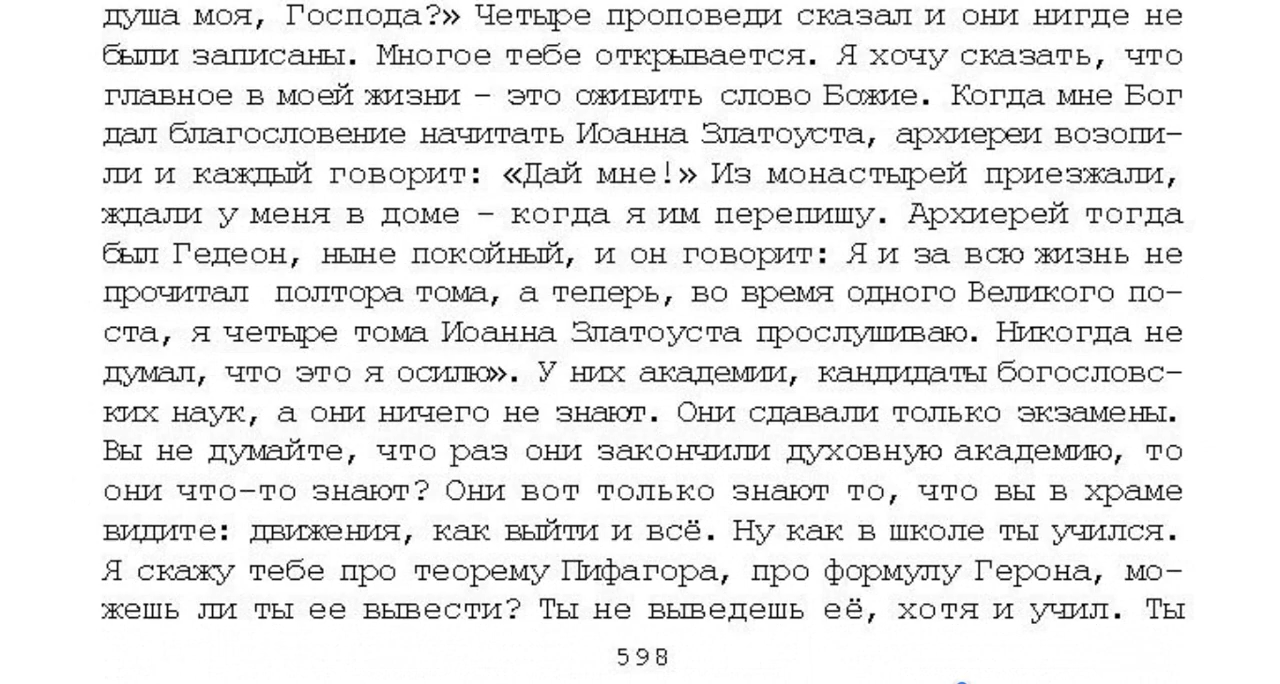 душа моя, Господа?» Четыре проповеди сказал и они нигде не
были записаны. Многое тебе открывается. Я хочу сказать, что
главное в моей жизни – это оживить слово Божие. Когда мне Бог
дал благословение начитать Иоанна Златоуста, архиереи возопи-
ли и каждый говорит: «Дай мне!» Из монастырей приезжали,
ждали у меня в доме – когда я им перепишу. Архиерей тогда
был Гедеон, ныне покойный, и он говорит: Я и за всю жизнь не
прочитал полтора тома, а теперь, во время одного Великого по-
ста, я четыре тома Иоанна Златоуста прослушиваю. Никогда не
думал, что это я осилю». У них академии, кандидаты богословс-
ких наук, а они ничего не знают. Они сдавали только экзамены.
Вы не думайте, что раз они закончили духовную академию, то
они что-то знают? Они вот только знают то, что вы в храме
видите: движения, как выйти и всё. Ну как в школе ты учился.
Я скажу тебе про теорему Пифагора, про формулу Герона, мо-
жешь ли ты ее вывести? Ты не выведешь её, хотя и учил. Ты
598